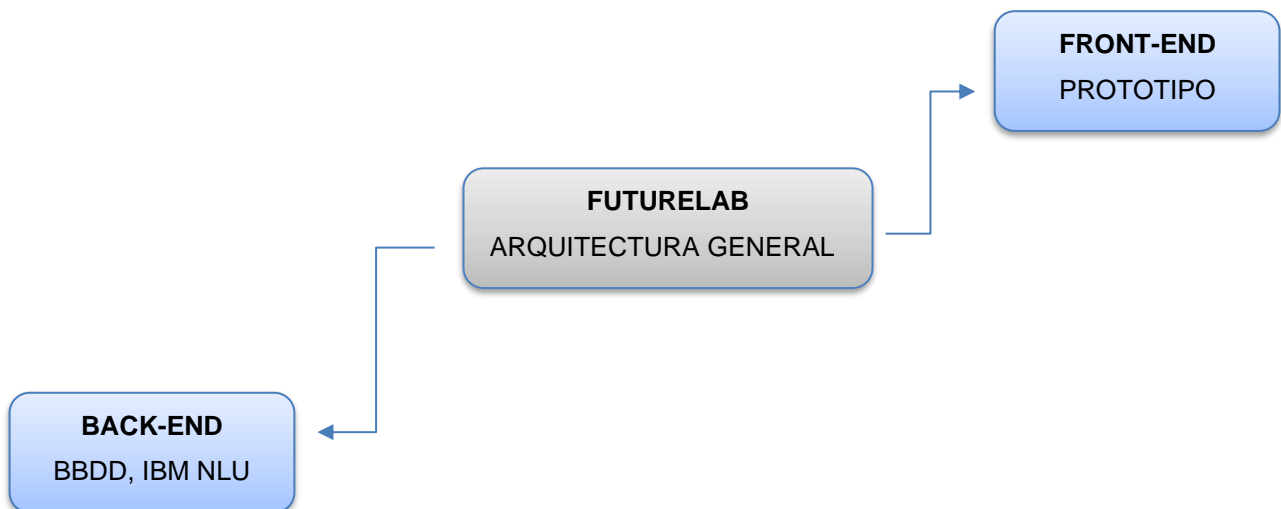 FRONT-END
PROTOTIPO
FUTURELAB
ARQUITECTURA GENERAL
BACK-END
BBDD, IBM NLU